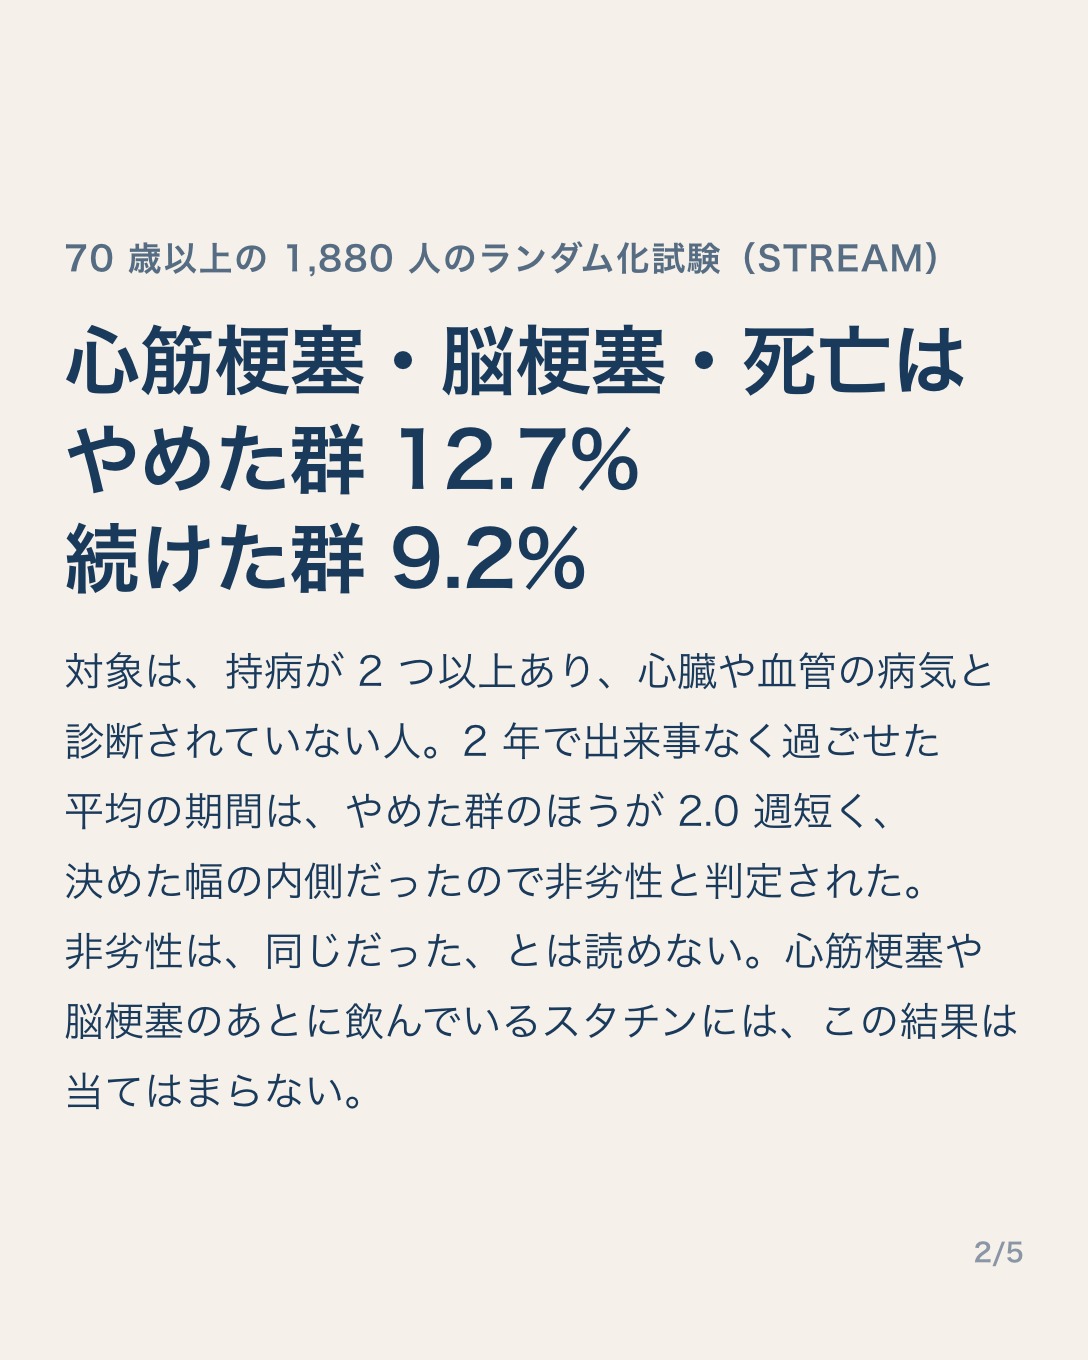 70 歳以上の 1,880 人のランダム化試験（STREAM）
心筋梗塞・脳梗塞・死亡は
やめた群 12.7%
続けた群 9.2%
対象は、持病が 2 つ以上あり、心臓や血管の病気と
診断されていない人。2 年で出来事なく過ごせた
平均の期間は、やめた群のほうが 2.0 週短く、
決めた幅の内側だったので非劣性と判定された。
非劣性は、同じだった、とは読めない。心筋梗塞や
脳梗塞のあとに飲んでいるスタチンには、この結果は
当てはまらない。
2/5